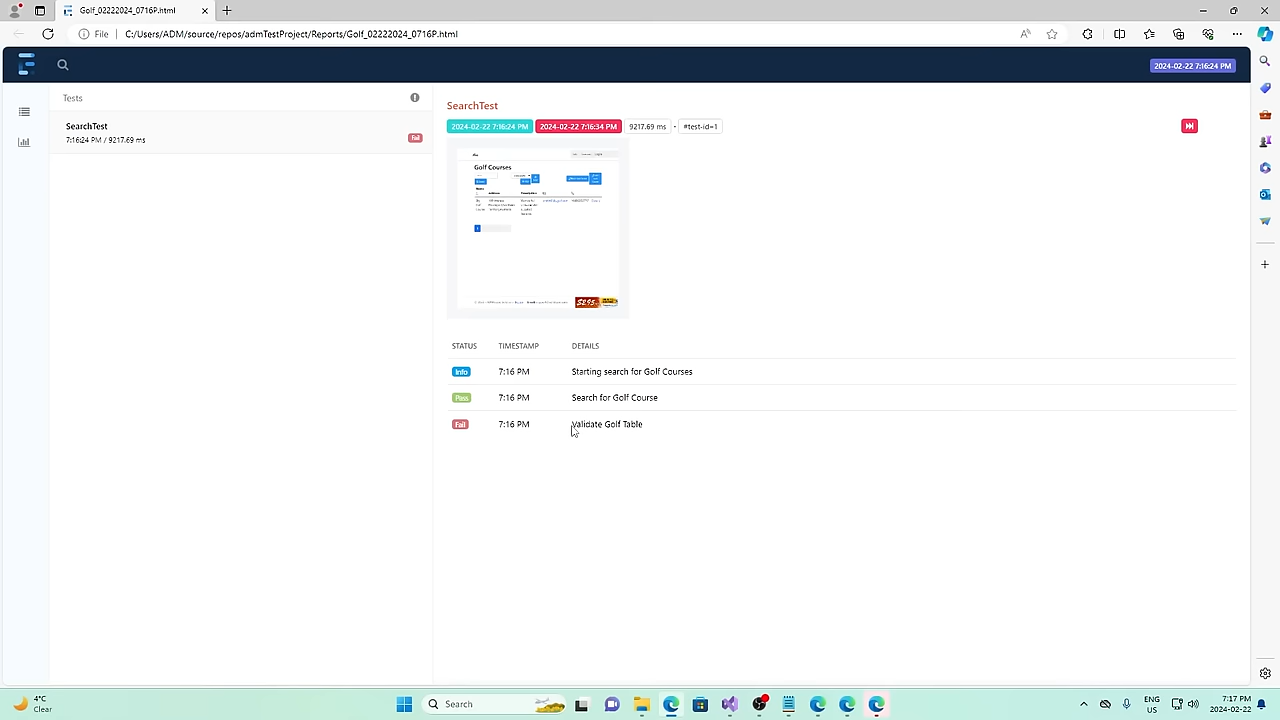 Golf_02222024_0716P.html
File
C:/Users/ADM/source/repos/admTestProject/Reports/Golf_02222024_0716P.html
2024-02-22 7:16:24 PM
Tests
SearchTest
7:16:24 PM / 9217.69 ms
Fail
SearchTest
2024-02-22 7:16:24 PM
2024-02-22 7:16:34 PM
9217.69 ms
-
#test-id=1
Golf Courses
STATUS TIMESTAMP DETAILS
Info 7:16 PM Starting search for Golf Courses
Pass 7:16 PM Search for Golf Course
Fail 7:16 PM Validate Golf Table
4°C
Clear
Search
ENG
US
7:17 PM
2024-02-22